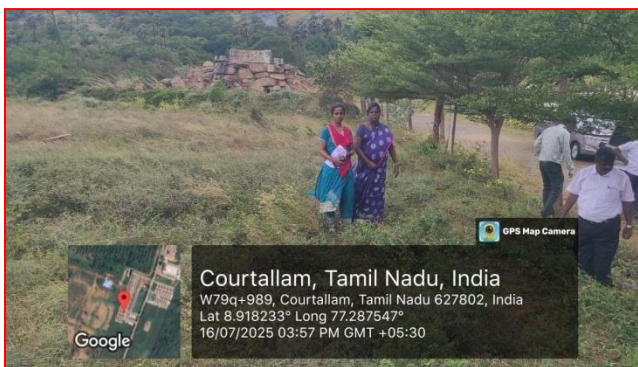 GPS Map Camera
Courtallam, Tamil Nadu, India
W79q+989, Courtallam, Tamil Nadu 627802, India
Lat 8.918233° Long 77.287547°
16/07/2025 03:57 PM GMT +05:30
Google